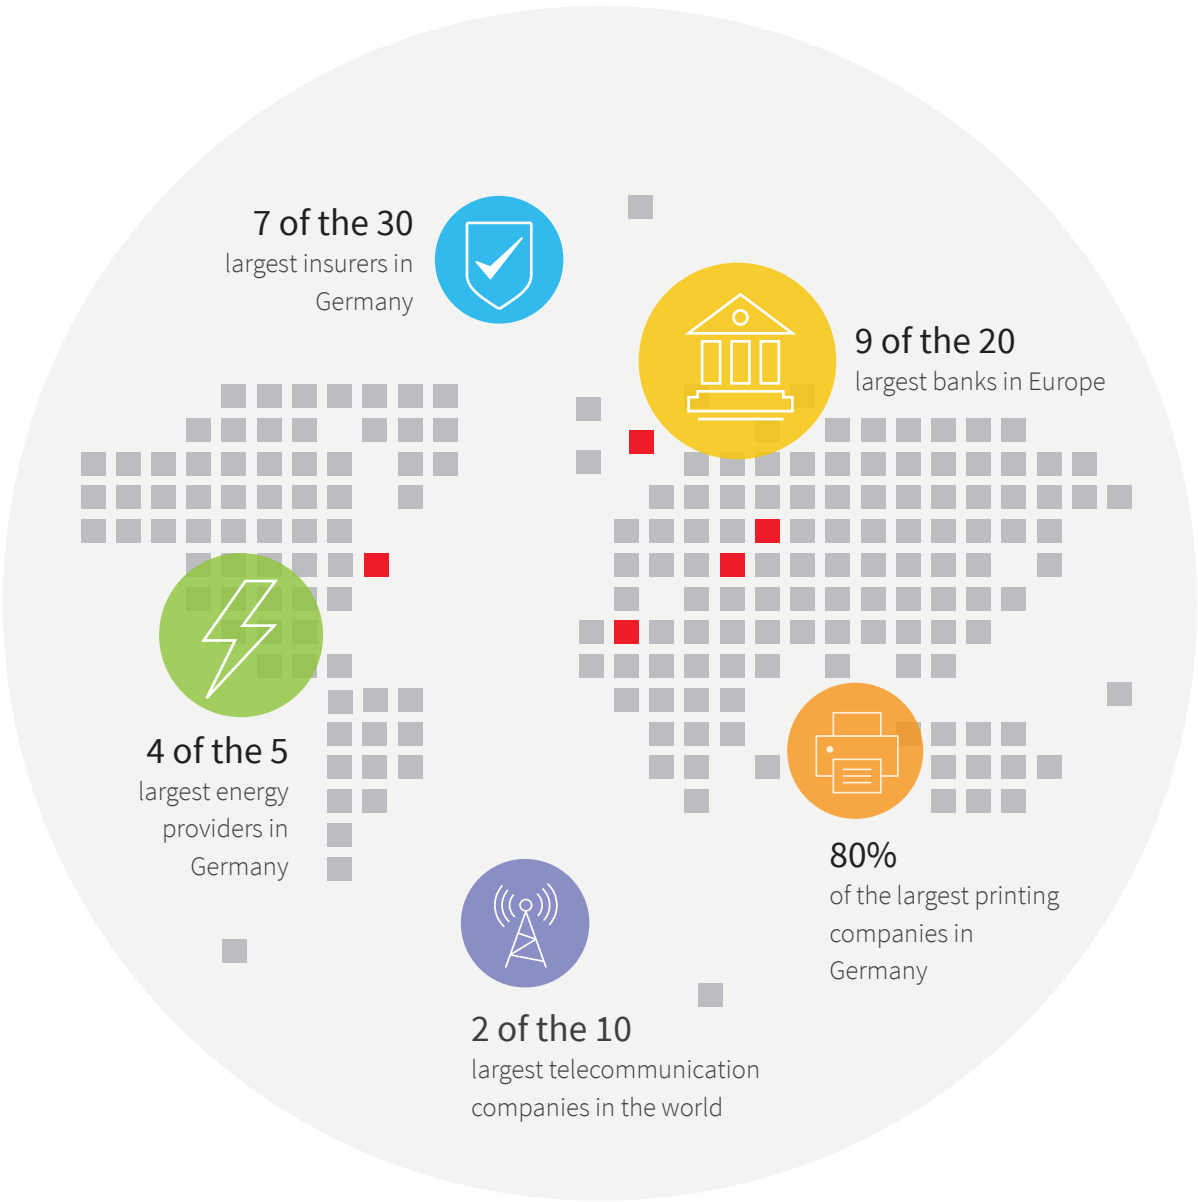 7 of the 30
largest insurers in
Germany
9 of the 20
largest banks in Europe
4 of the 5
largest energy
providers in
Germany
80%
of the largest printing
companies in
Germany
2 of the 10
largest telecommunication
companies in the world